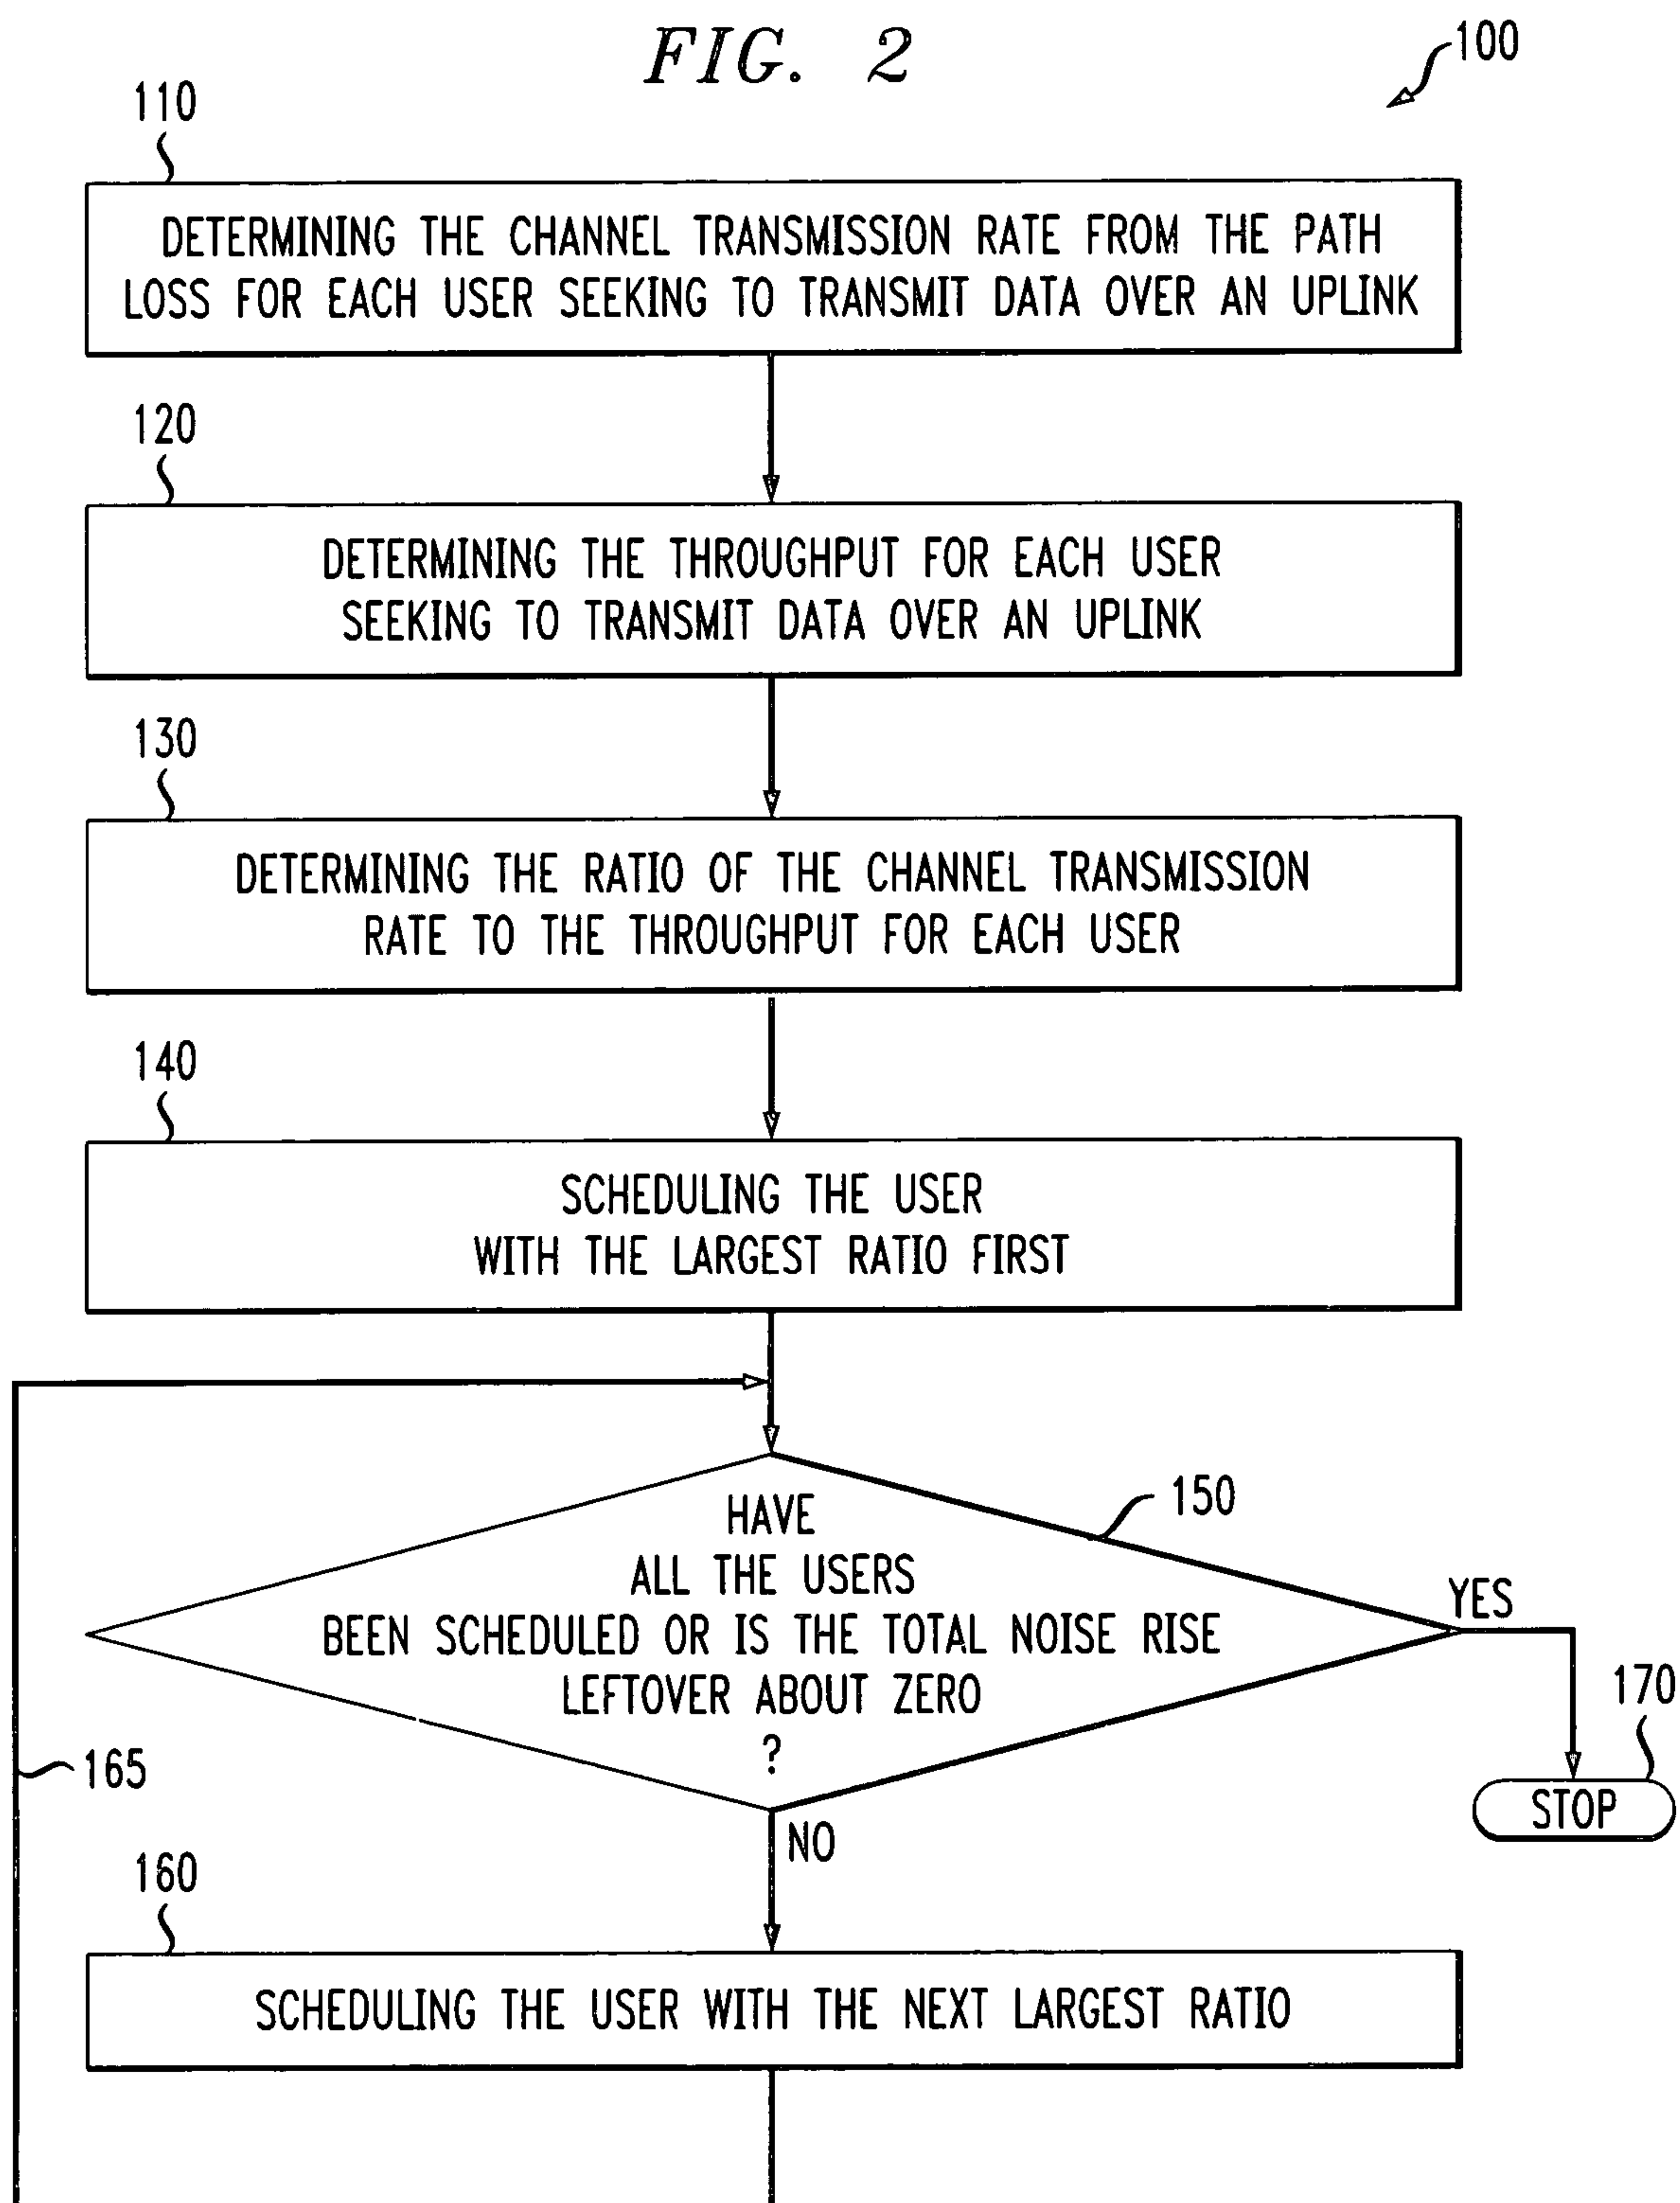 FIG. 2
100
110
DETERMINING THE CHANNEL TRANSMISSION RATE FROM THE PATH
LOSS FOR EACH USER SEEKING TO TRANSMIT DATA OVER AN UPLINK
120
DETERMINING THE THROUGHPUT FOR EACH USER
SEEKING TO TRANSMIT DATA OVER AN UPLINK
130
DETERMINING THE RATIO OF THE CHANNEL TRANSMISSION
RATE TO THE THROUGHPUT FOR EACH USER
140
SCHEDULING THE USER
WITH THE LARGEST RATIO FIRST
150
HAVE
ALL THE USERS
BEEN SCHEDULED OR IS THE TOTAL NOISE RISE
LEFTOVER ABOUT ZERO
?
YES
170
STOP
165
NO
160
SCHEDULING THE USER WITH THE NEXT LARGEST RATIO